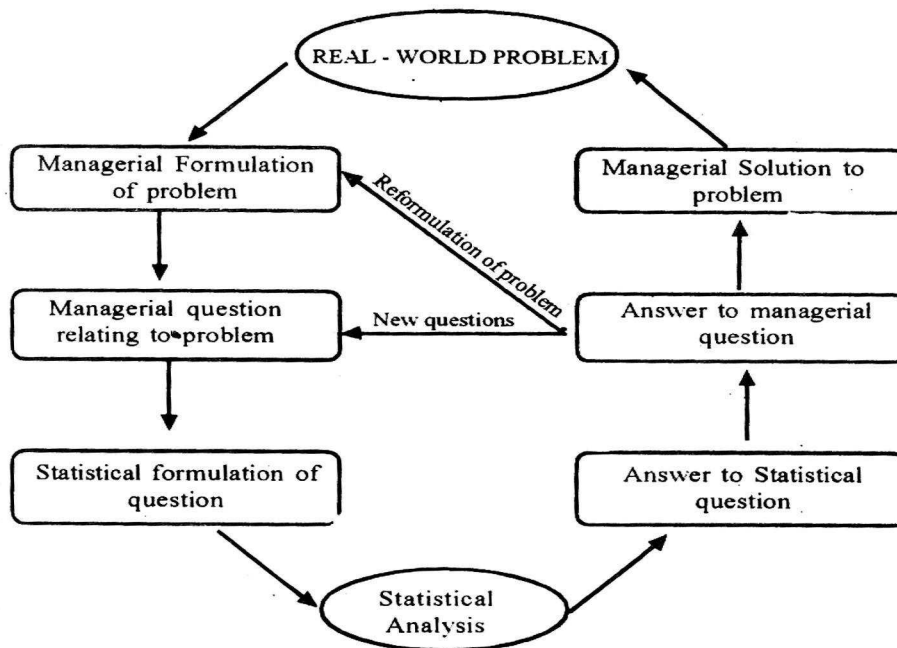 REAL - WORLD PROBLEM
Managerial Formulation
of problem
Managerial Solution to
problem
Reformulation of problem
Managerial question
relating to problem
New questions
Answer to managerial
question
Statistical formulation of
question
Answer to Statistical
question
Statistical
Analysis